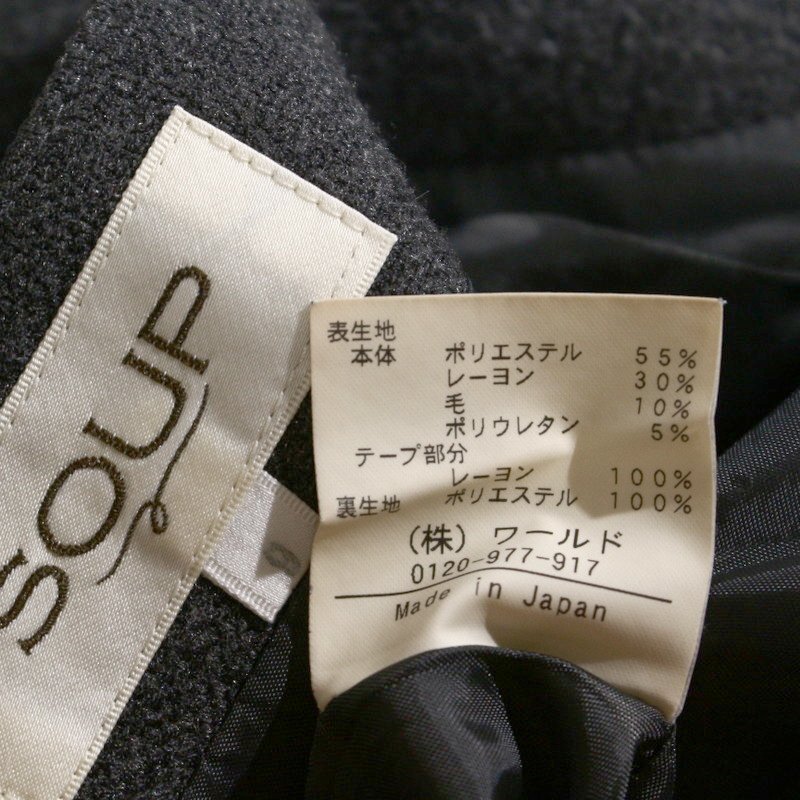 SOUP
9
表生地
本体 ポリエステル 55%
レーヨン 30%
毛 10%
ポリウレタン 5%
テープ部分
レーヨン 100%
裏生地 ポリエステル 100%
(株) ワールド
0120-977-917
Made in Japan